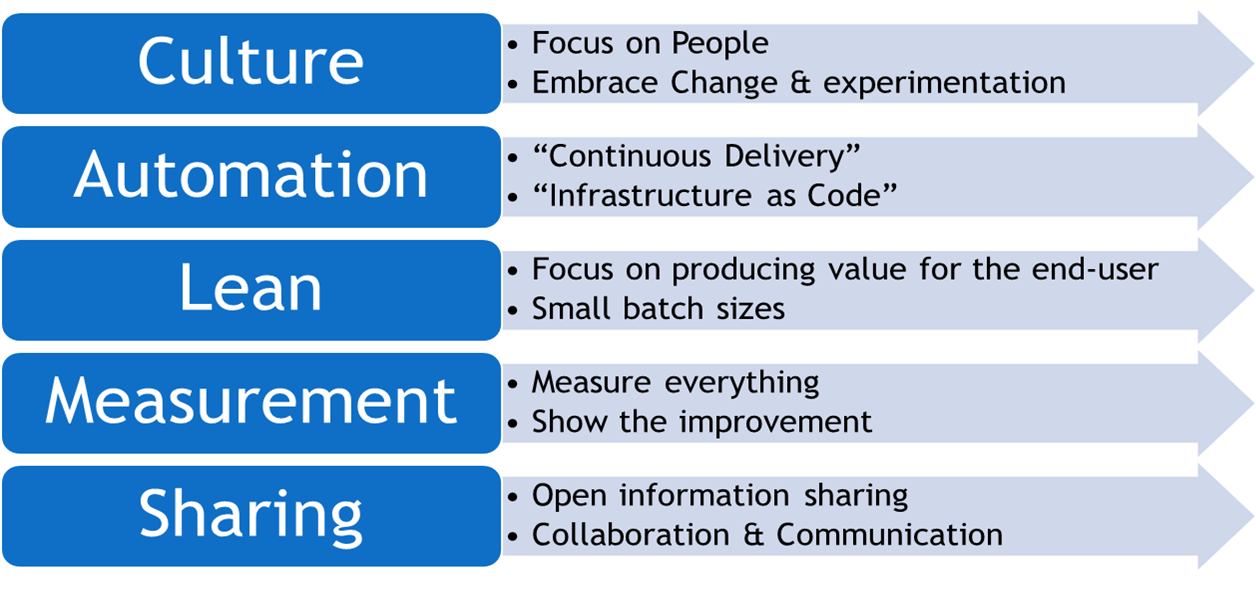 Culture
• Focus on People
• Embrace Change & experimentation
Automation
• “Continuous Delivery”
• “Infrastructure as Code”
Lean
• Focus on producing value for the end-user
• Small batch sizes
Measurement
• Measure everything
• Show the improvement
Sharing
• Open information sharing
• Collaboration & Communication